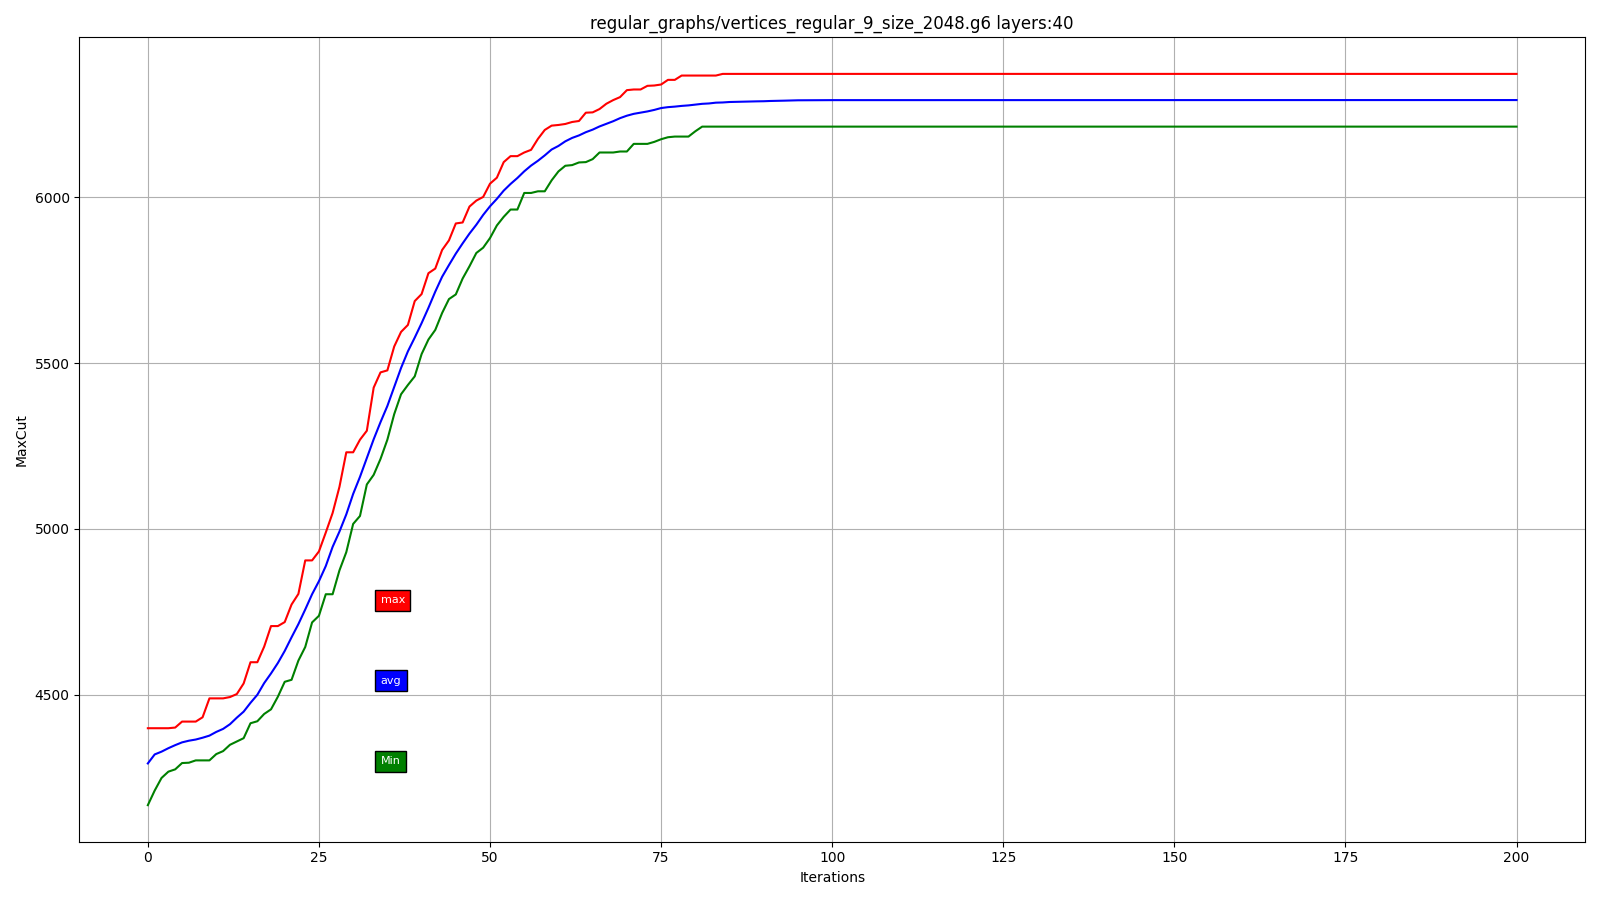 regular_graphs/vertices_regular_9_size_2048.g6 layers:40
MaxCut
6000
5500
5000
4500
max
avg
Min
0 25 50 75 100 125 150 175 200
Iterations